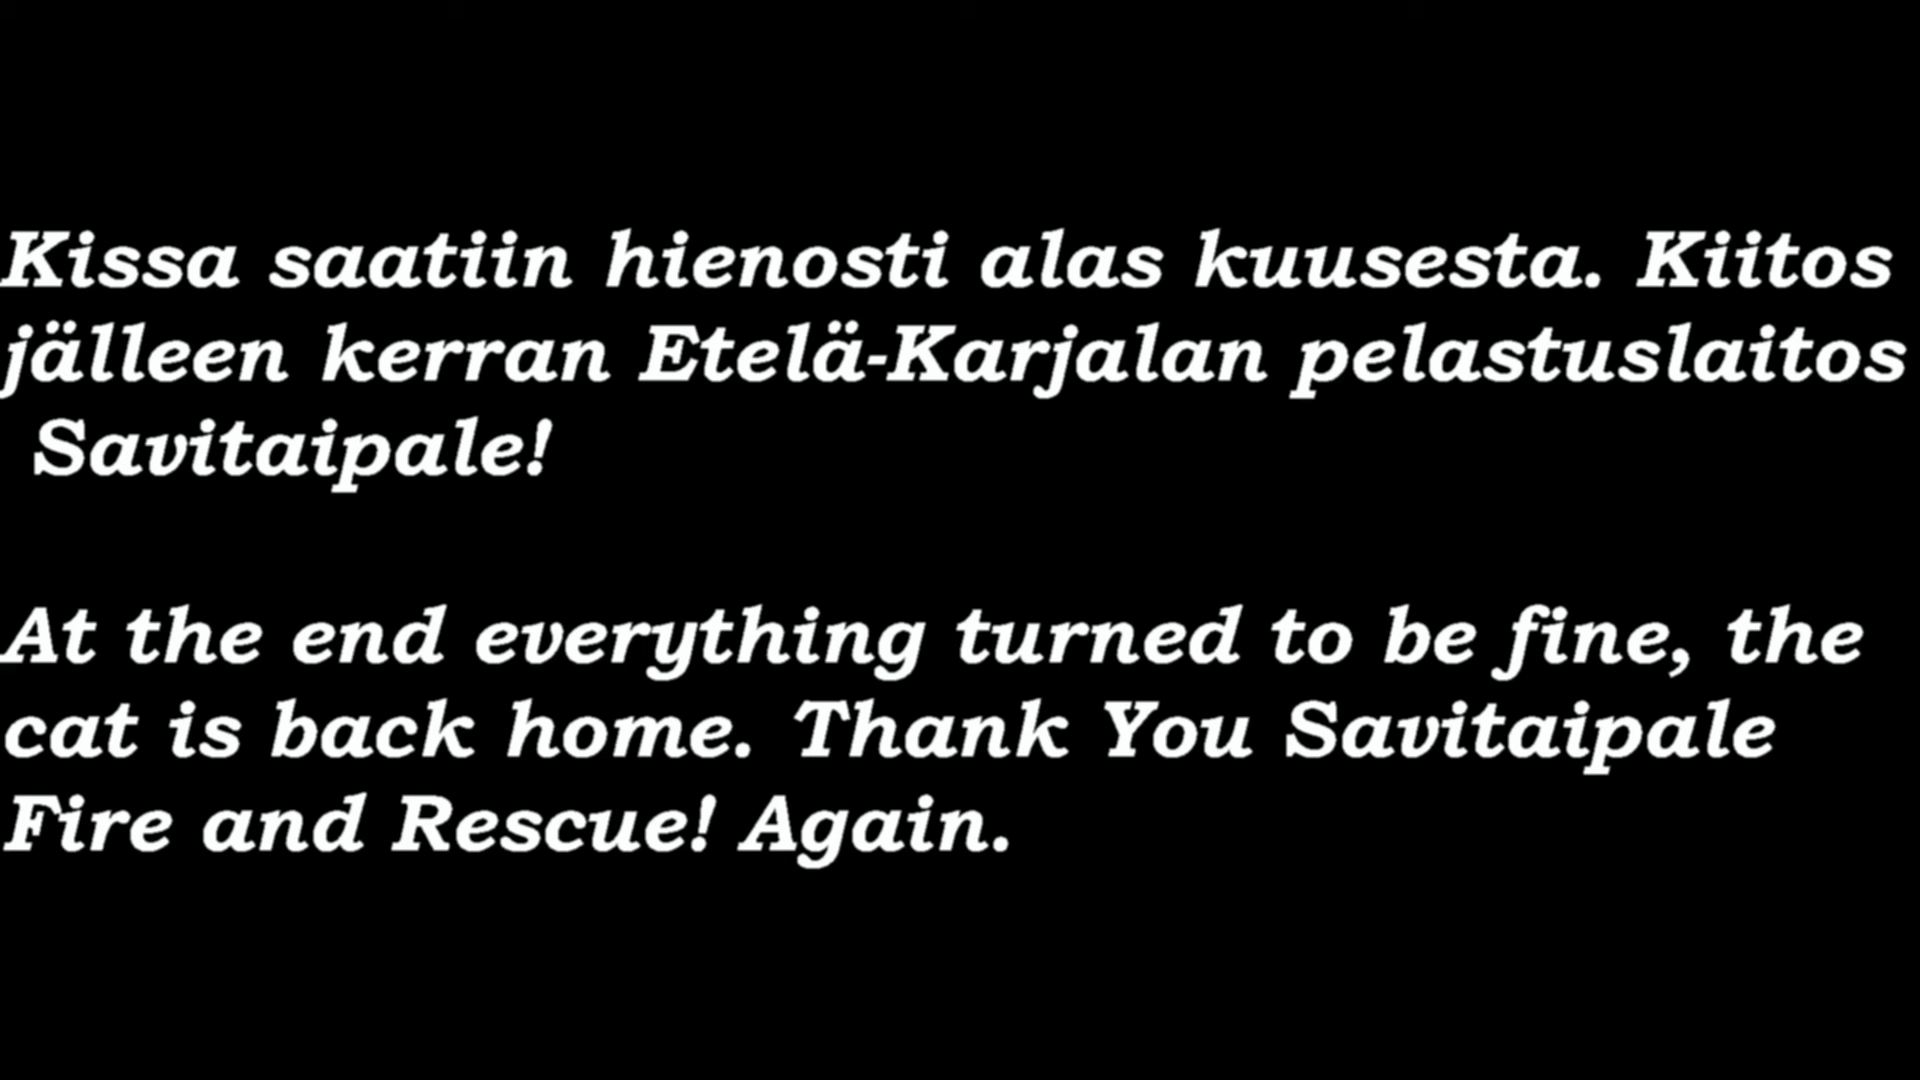 Kissa saatiin hienosti alas kuusesta. Kiitos
jälleen kerran Etelä-Karjalan pelastuslaitos
Savitaipale!
At the end everything turned to be fine, the
cat is back home. Thank You Savitaipale
Fire and Rescue! Again.